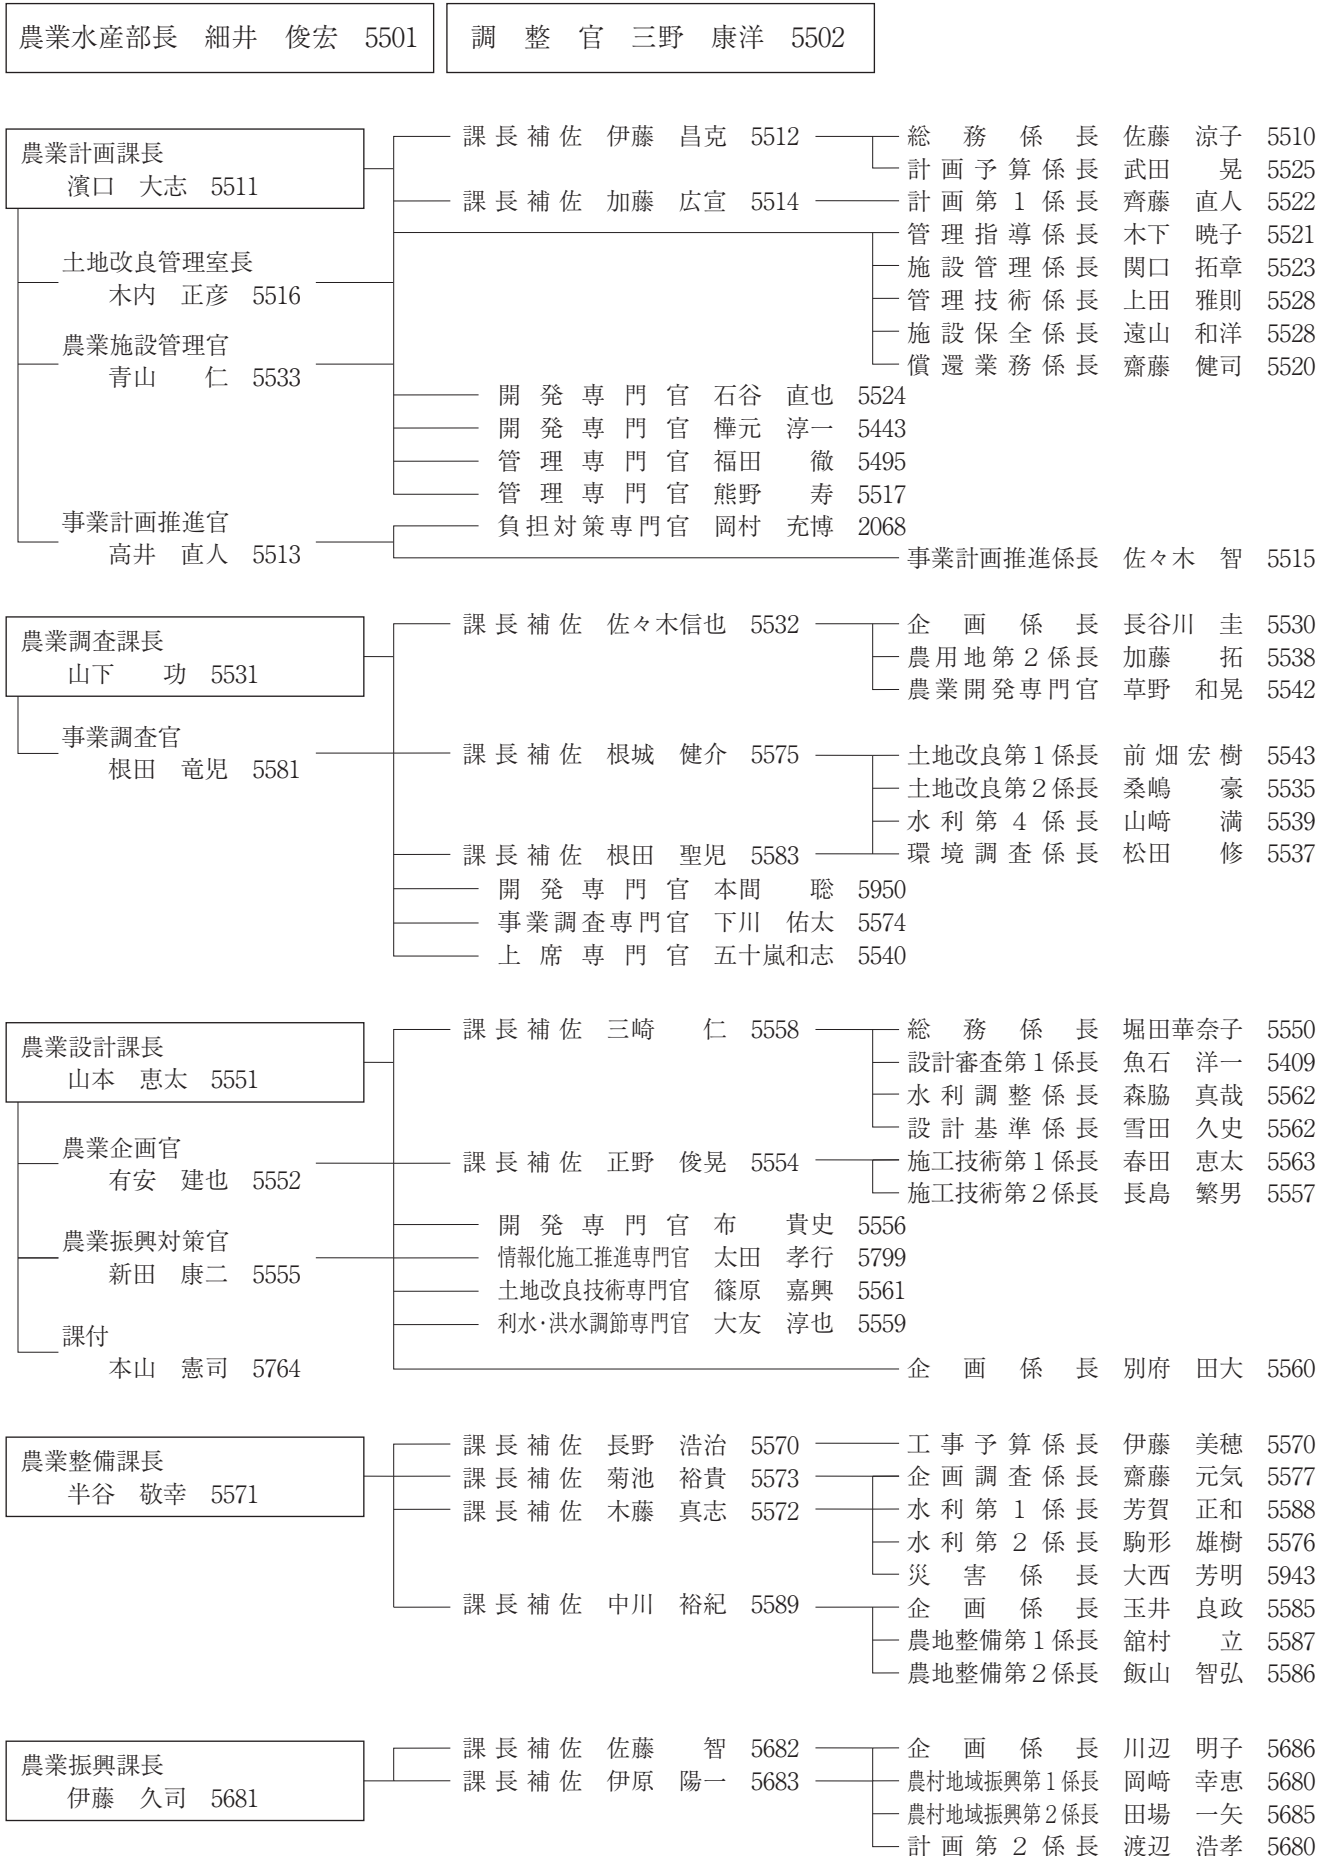 農業水産部長　細井　俊宏　5501　調整官　三野　康洋　5502
課長補佐　伊藤　昌克　5512　総務係長　佐藤　涼子　5510
農業計画課長
濱口　大志　5511
計画予算係長　武田　晃　5525
課長補佐　加藤　広宣　5514　計画第1係長　齊藤　直人　5522
管理指導係長　木下　暁子　5521
土地改良管理室長
木内　正彦　5516
施設管理係長　関口　拓章　5523
管理技術係長　上田　雅則　5528
農業施設管理官
青山　仁　5533
施設保全係長　遠山　和洋　5528
償還業務係長　齋藤　健司　5520
開発専門官　石谷　直也　5524
開発専門官　樺元　淳一　5443
管理専門官　福田　徹　5495
管理専門官　熊野　寿　5517
事業計画推進官
高井　直人　5513
負担対策専門官　岡村　充博　2068
事業計画推進係長　佐々木　智　5515
農業調査課長
山下　功　5531
課長補佐　佐々木信也　5532　企画係長　長谷川　圭　5530
農用地第2係長　加藤　拓　5538
農業開発専門官　草野　和晃　5542
事業調査官
根田　竜児　5581
課長補佐　根城　健介　5575　土地改良第1係長　前畑宏樹　5543
土地改良第2係長　桑嶋　豪　5535
水利第4係長　山﨑　満　5539
課長補佐　根田　聖児　5583　環境調査係長　松田　修　5537
開発専門官　本間　聡　5950
事業調査専門官　下川　佑太　5574
上席専門官　五十嵐和志　5540
農業設計課長
山本　恵太　5551
課長補佐　三崎　仁　5558　総務係長　堀田華奈子　5550
設計審査第1係長　魚石　洋一　5409
水利調整係長　森脇　真哉　5562
設計基準係長　雪田　久史　5562
農業企画官
有安　建也　5552
課長補佐　正野　俊晃　5554　施工技術第1係長　春田　恵太　5563
施工技術第2係長　長島　繁男　5557
開発専門官　布　貴史　5556
農業振興対策官
新田　康二　5555
情報化施工推進専門官　太田　孝行　5799
土地改良技術専門官　篠原　嘉興　5561
利水・洪水調節専門官　大友　淳也　5559
課付
本山　憲司　5764
企画係長　別府　田大　5560
農業整備課長
半谷　敬幸　5571
課長補佐　長野　浩治　5570　工事予算係長　伊藤　美穂　5570
課長補佐　菊池　裕貴　5573　企画調査係長　齋藤　元気　5577
課長補佐　木藤　真志　5572　水利第1係長　芳賀　正和　5588
水利第2係長　駒形　雄樹　5576
災害係長　大西　芳明　5943
課長補佐　中川　裕紀　5589　企画係長　玉井　良政　5585
農地整備第1係長　舘村　立　5587
農地整備第2係長　飯山　智弘　5586
農業振興課長
伊藤　久司　5681
課長補佐　佐藤　智　5682　企画係長　川辺　明子　5686
課長補佐　伊原　陽一　5683　農村地域振興第1係長　岡﨑　幸恵　5680
農村地域振興第2係長　田場　一矢　5685
計画第2係長　渡辺　浩孝　5680